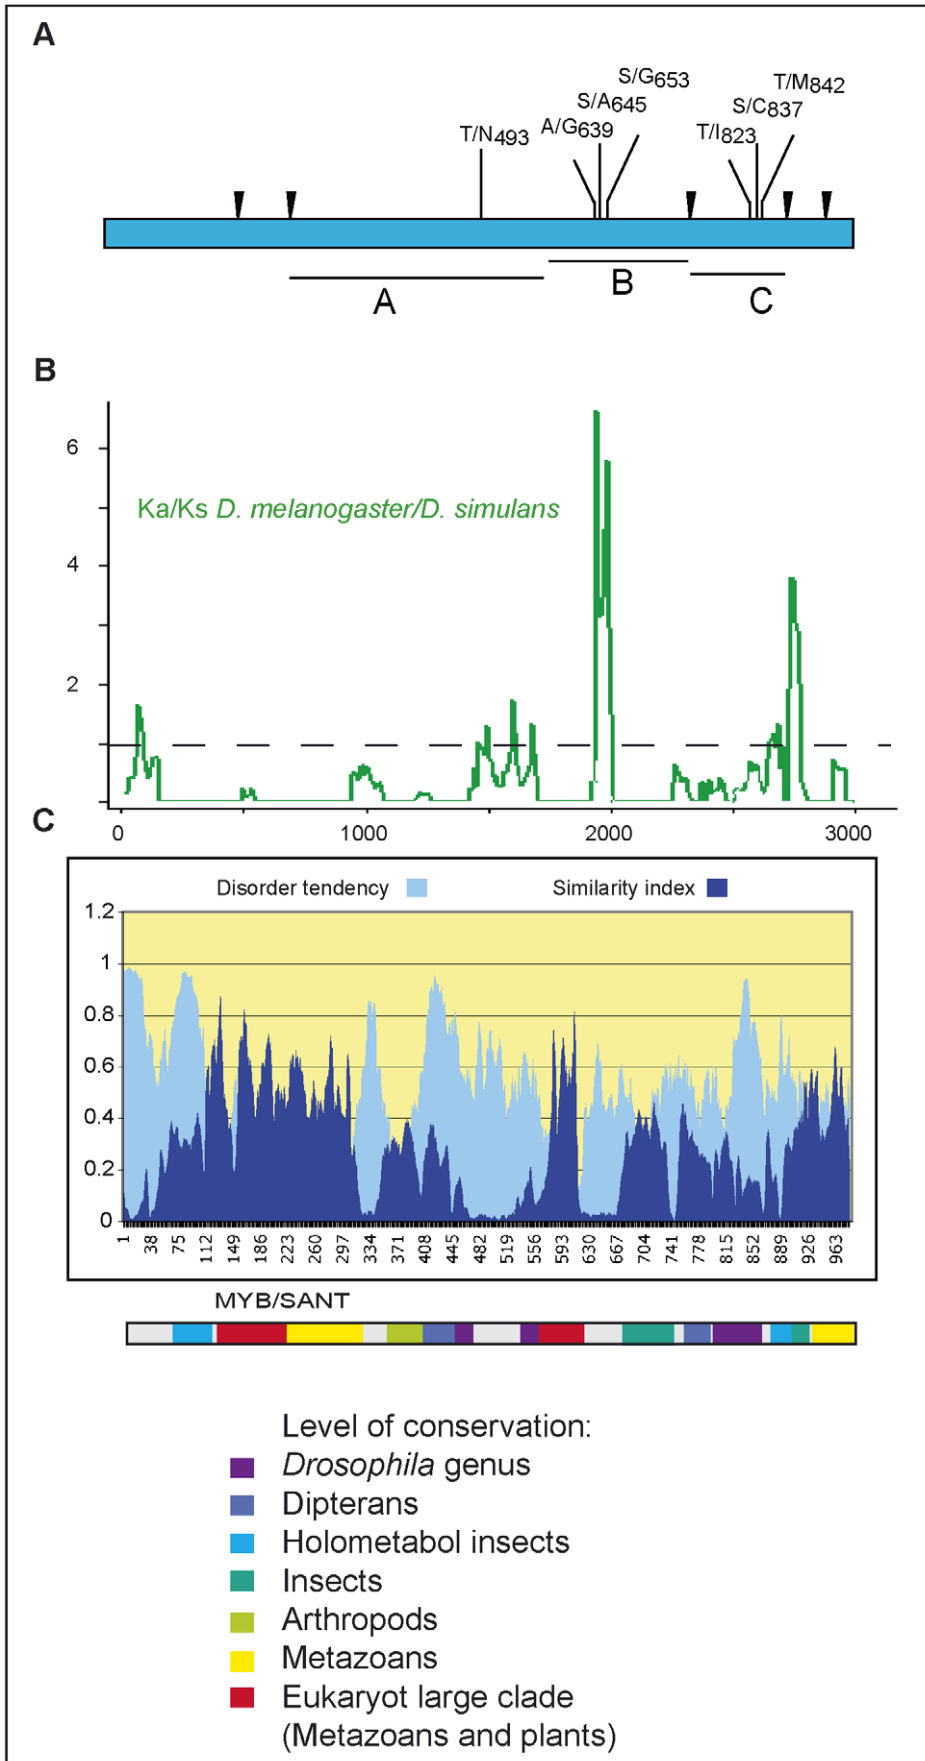 A
S/G653
T/M842
S/A645
S/C837
T/N493
A/G639
T/I823
A
B
C
B
6
Ka/Ks D. melanogaster/D. simulans
4
2
0 1000 2000 3000
C
Disorder tendency
Similarity index
1.2
1
0.8
0.6
0.4
0.2
0
1 38 75 112 149 186 223 260 297 334 371 408 445 482 519 556 593 630 667 704 741 778 815 852 889 926 963
MYB/SANT
Level of conservation:
Drosophila genus
Dipterans
Holometabol insects
Insects
Arthropods
Metazoans
Eukaryot large clade
(Metazoans and plants)